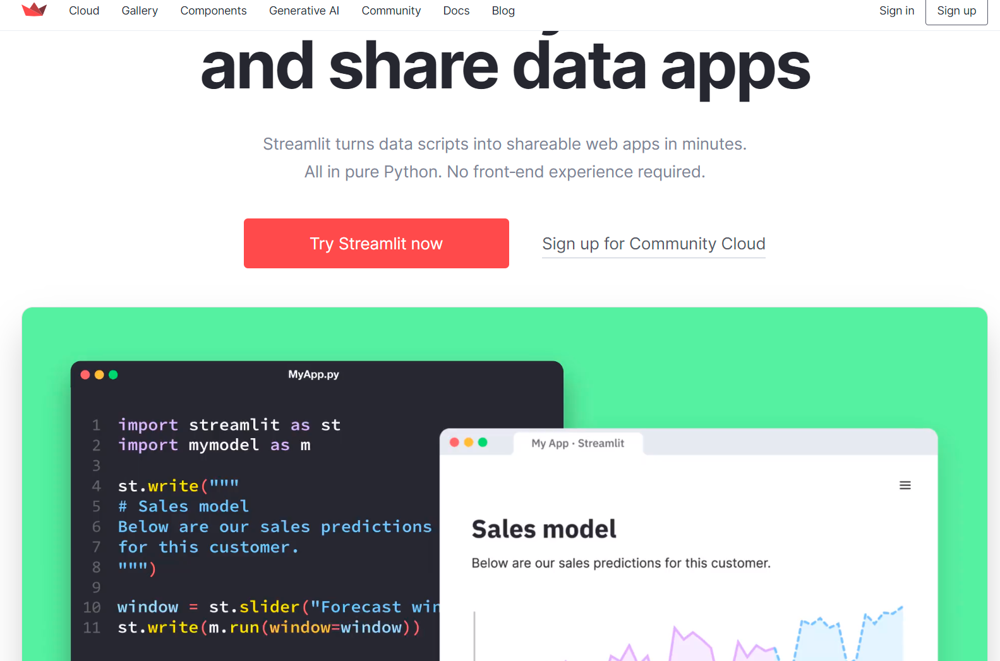 Cloud Gallery Components Generative AI Community Docs Blog Sign in Sign up
and share data apps
Streamlit turns data scripts into shareable web apps in minutes.
All in pure Python. No front-end experience required.
Try Streamlit now
Sign up for Community Cloud
MyApp.py
1 import streamlit as st
2 import mymodel as m
3
4 st.write("""
5 # Sales model
6 Below are our sales predictions
7 for this customer.
8 """)
9
10 window = st.slider("Forecast
11 st.write(m.run(window=window))
My App · Streamlit
Sales model
Below are our sales predictions for this customer.